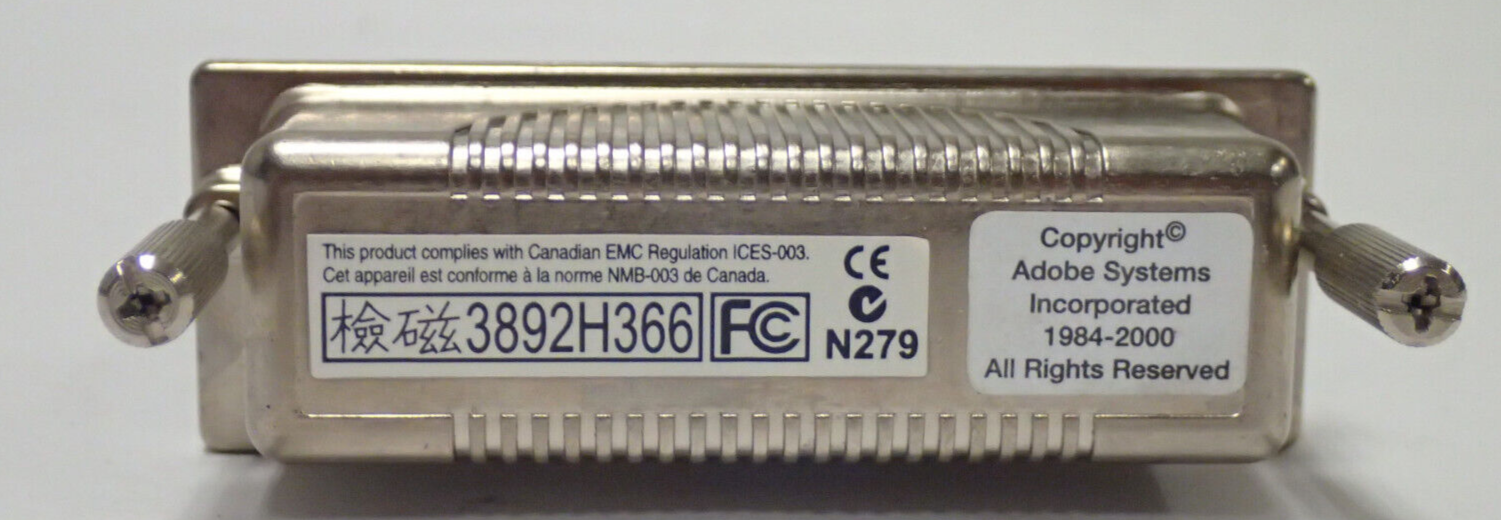 This product complies with Canadian EMC Regulation ICES-003.
Cet appareil est conforme à la norme NMB-003 de Canada.
檢磁3892H366 FC CE
N279
Copyright©
Adobe Systems
Incorporated
1984-2000
All Rights Reserved